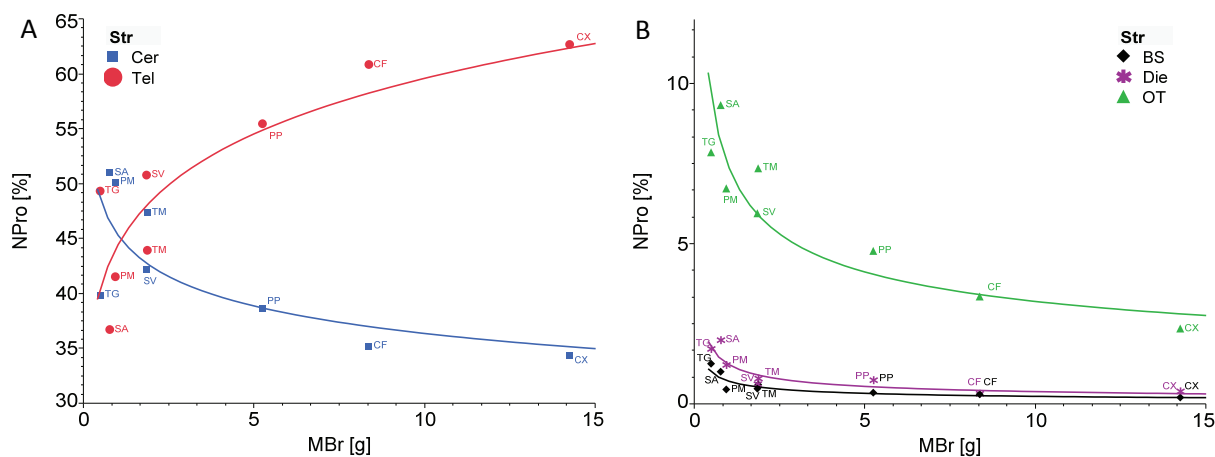 A
Str
Cer
Tel
65
60
55
50
45
40
35
30
0
5
10
15
NPro [%]
MBr [g]
CX
CF
PP
SA
PM
TG
SV
TM
TM
SV
PM
TG
SA
PP
CF
CX
B
Str
BS
Die
OT
10
5
0
0
5
10
15
NPro [%]
MBr [g]
SA
TG
TM
PM
SV
PP
CF
CX
TG
SA
PM
SV
TM
PP
CF
CX
TG
SA
PM
SV
TM
PP
CF
CX